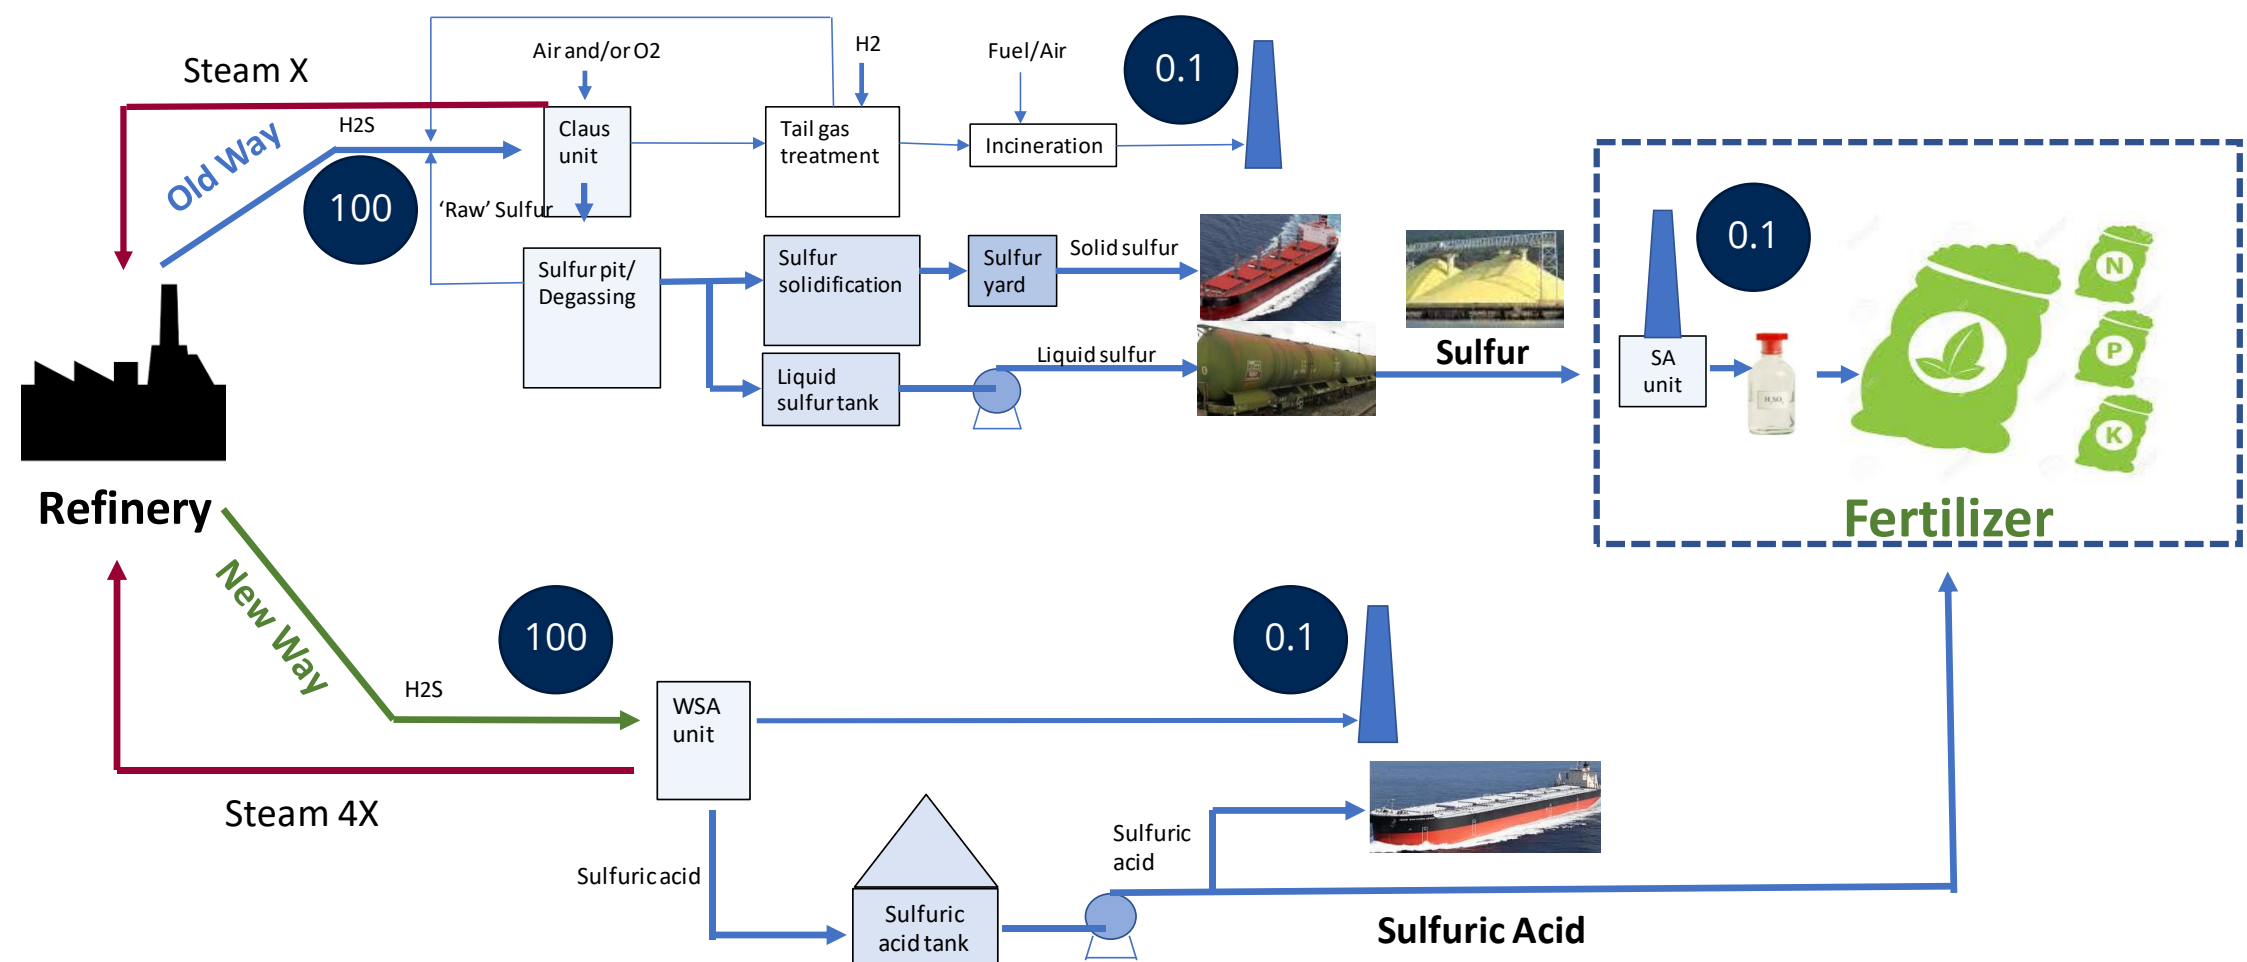 Steam X
Air and/or O2
H2
Fuel/Air
0.1
Old Way
H2S
100
Claus
unit
Tail gas
treatment
Incineration
'Raw' Sulfur
Sulfur pit/
Degassing
Sulfur
solidification
Sulfur
yard
Solid sulfur
Liquid
sulfur tank
Liquid sulfur
Sulfur
0.1
SA
unit
H₂SO₄
N
P
K
Fertilizer
Refinery
New Way
H2S
100
0.1
WSA
unit
Steam 4X
Sulfuric acid
Sulfuric
acid tank
Sulfuric
acid
Sulfuric Acid